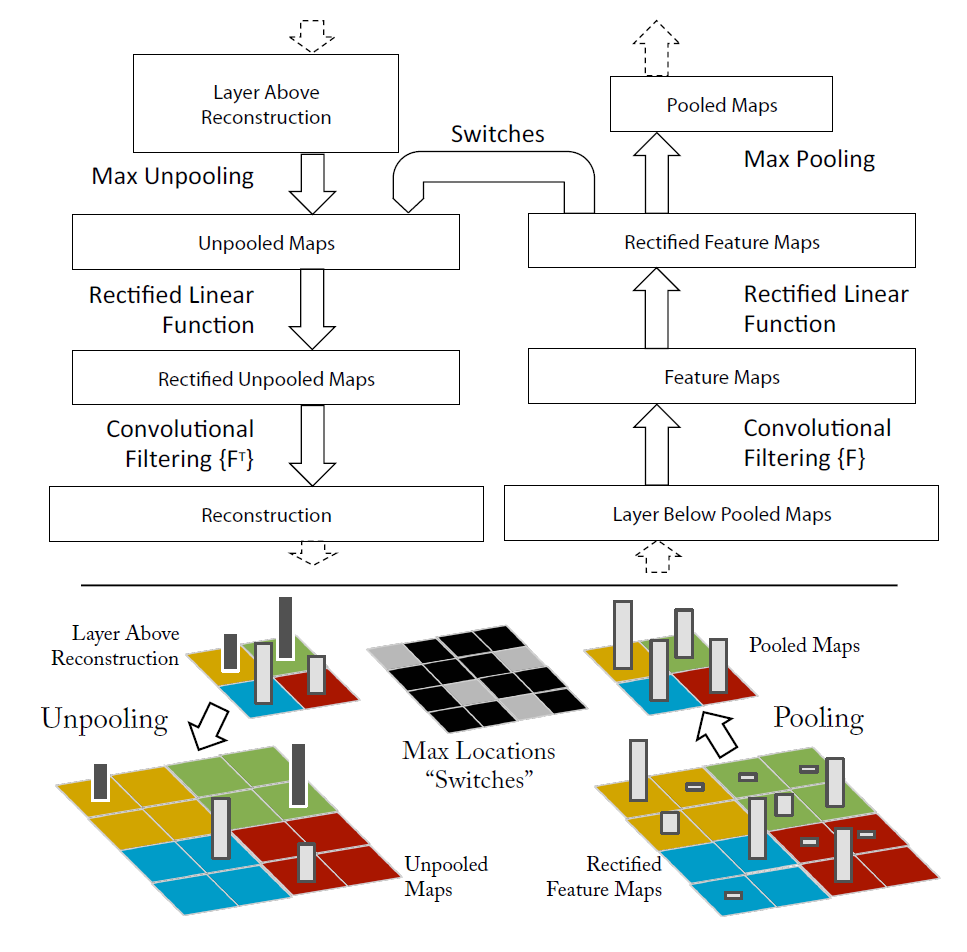 Layer Above
Reconstruction
Pooled Maps
Switches
Max Unpooling
Max Pooling
Unpooled Maps
Rectified Feature Maps
Rectified Linear
Function
Rectified Linear
Function
Rectified Unpooled Maps
Feature Maps
Convolutional
Filtering {Fᵀ}
Convolutional
Filtering {F}
Reconstruction
Layer Below Pooled Maps
Layer Above
Reconstruction
Pooled Maps
Unpooling
Pooling
Max Locations
“Switches”
Unpooled
Maps
Rectified
Feature Maps